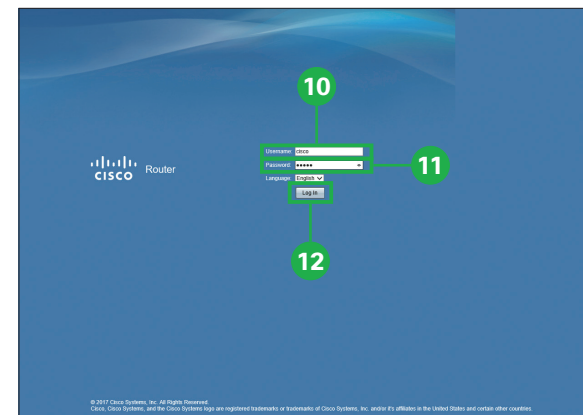 10
Username: cisco
Password: •••••
11
CISCO Router
Language: English
Log In
12
© 2017 Cisco Systems, Inc. All Rights Reserved.
Cisco, Cisco Systems, and the Cisco Systems logo are registered trademarks or trademarks of Cisco Systems, Inc. and/or it's affiliates in the United States and certain other countries.